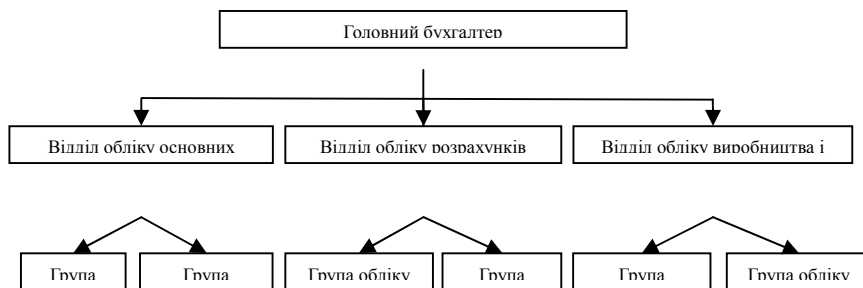 Головний бухгалтер
Відділ обліку основних
Відділ обліку розрахунків
Відділ обліку виробництва і
Група
Група
Група обліку
Група
Група
Група обліку